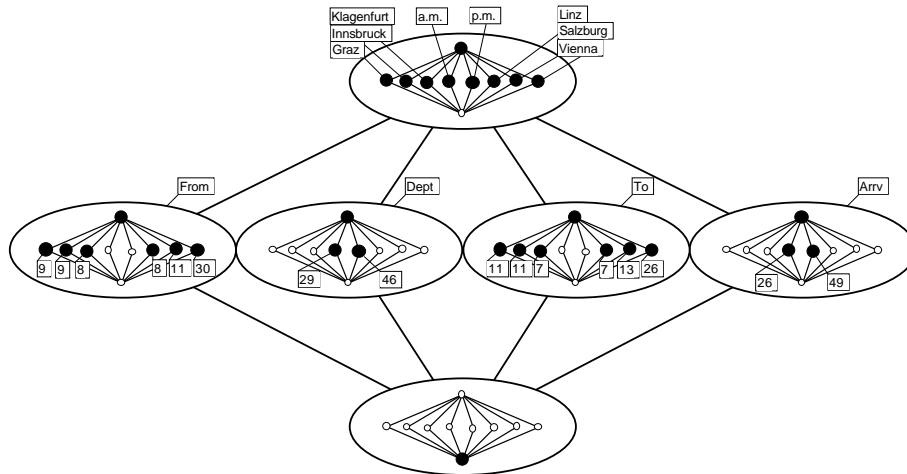 Klagenfurt a.m. p.m. Linz
Innsbruck Salzburg
Graz Vienna
From Dept To Arrv
9 9 8 8 11 30 29 46 11 11 7 7 13 26 26 49